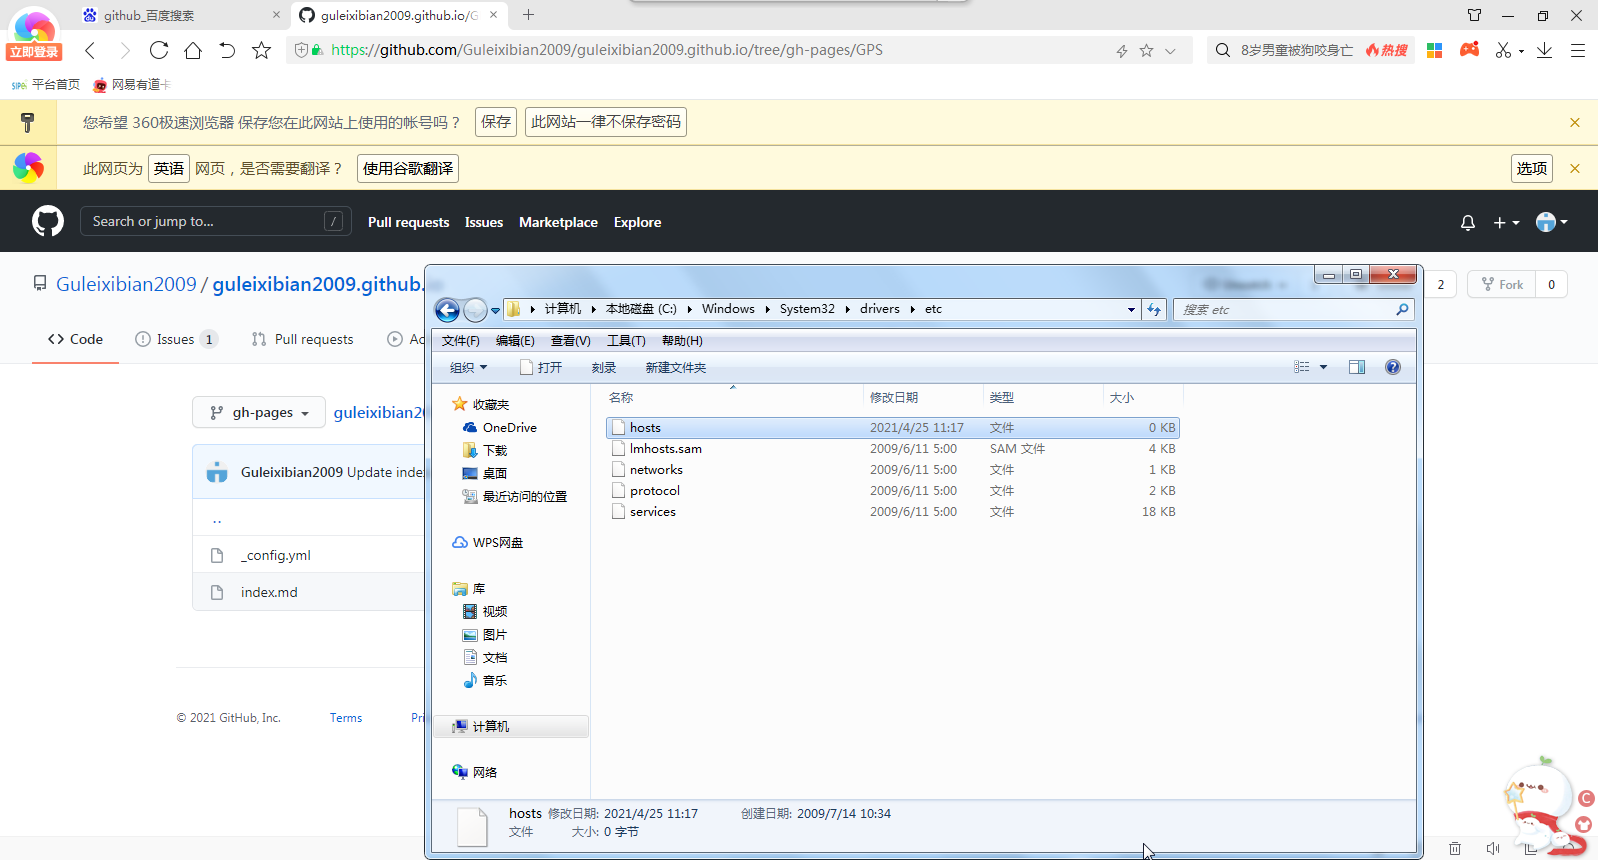 github_百度搜索
guleixibian2009.github.io/G
立即登录
https://github.com/Guleixibian2009/guleixibian2009.github.io/tree/gh-pages/GPS
8岁男童被狗咬身亡
热搜
平台首页
网易有道卡
您希望 360极速浏览器 保存您在此网站上使用的帐号吗？
保存
此网站一律不保存密码
此网页为 英语 网页，是否需要翻译？
使用谷歌翻译
选项
Search or jump to...
/
Pull requests
Issues
Marketplace
Explore
Guleixibian2009 / guleixibian2009.github.
2
Fork
0
Code
Issues 1
Pull requests
Ac
gh-pages
guleixibian20
Guleixibian2009 Update index
..
_config.yml
index.md
© 2021 GitHub, Inc.
Terms
Pri
计算机
本地磁盘 (C:)
Windows
System32
drivers
etc
搜索 etc
文件(F)
编辑(E)
查看(V)
工具(T)
帮助(H)
组织
打开
刻录
新建文件夹
收藏夹
OneDrive
下载
桌面
最近访问的位置
WPS网盘
库
视频
图片
文档
音乐
计算机
网络
名称 修改日期 类型 大小
hosts 2021/4/25 11:17 文件 0 KB
lmhosts.sam 2009/6/11 5:00 SAM 文件 4 KB
networks 2009/6/11 5:00 文件 1 KB
protocol 2009/6/11 5:00 文件 2 KB
services 2009/6/11 5:00 文件 18 KB
hosts 修改日期: 2021/4/25 11:17 创建日期: 2009/7/14 10:34
文件 大小: 0 字节
C